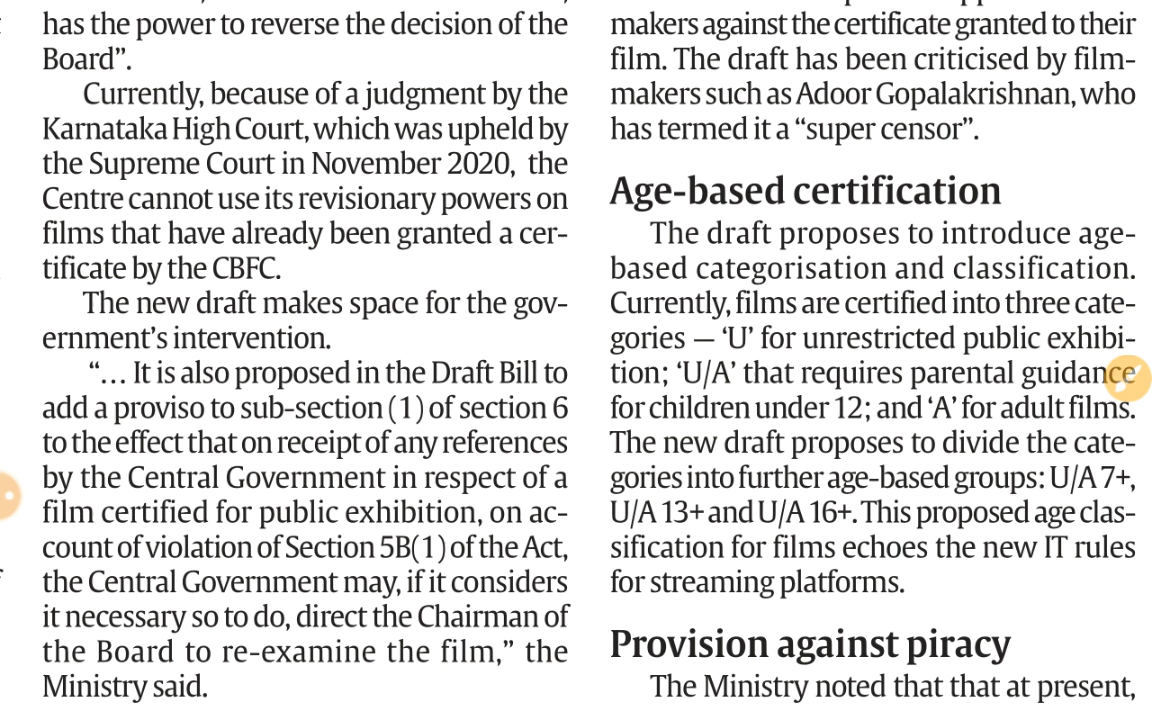 has the power to reverse the decision of the
Board”.
Currently, because of a judgment by the
Karnataka High Court, which was upheld by
the Supreme Court in November 2020, the
Centre cannot use its revisionary powers on
films that have already been granted a cer-
tificate by the CBFC.
The new draft makes space for the gov-
ernment’s intervention.
“... It is also proposed in the Draft Bill to
add a proviso to sub-section (1) of section 6
to the effect that on receipt of any references
by the Central Government in respect of a
film certified for public exhibition, on ac-
count of violation of Section 5B(1) of the Act,
the Central Government may, if it considers
it necessary so to do, direct the Chairman of
the Board to re-examine the film,” the
Ministry said.
makers against the certificate granted to their
film. The draft has been criticised by film-
makers such as Adoor Gopalakrishnan, who
has termed it a “super censor”.
Age-based certification
The draft proposes to introduce age-
based categorisation and classification.
Currently, films are certified into three cate-
gories — ‘U’ for unrestricted public exhibi-
tion; ‘U/A’ that requires parental guidance
for children under 12; and ‘A’ for adult films.
The new draft proposes to divide the cate-
gories into further age-based groups: U/A 7+,
U/A 13+ and U/A 16+. This proposed age clas-
sification for films echoes the new IT rules
for streaming platforms.
Provision against piracy
The Ministry noted that that at present,